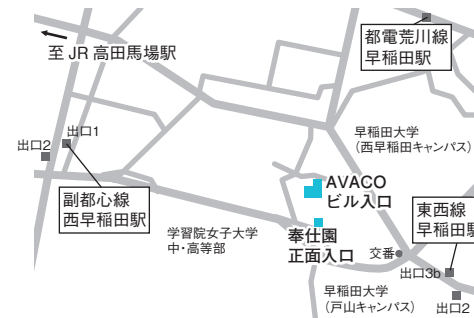 至 JR 高田馬場駅
都電荒川線
早稲田駅
早稲田大学
(西早稲田キャンパス)
出口1
出口2
副都心線
西早稲田駅
AVACO
ビル入口
学習院女子大学
中・高等部
奉仕園
正面入口
東西線
早稲田駅
交番
出口3b
早稲田大学
(戸山キャンパス)
出口2